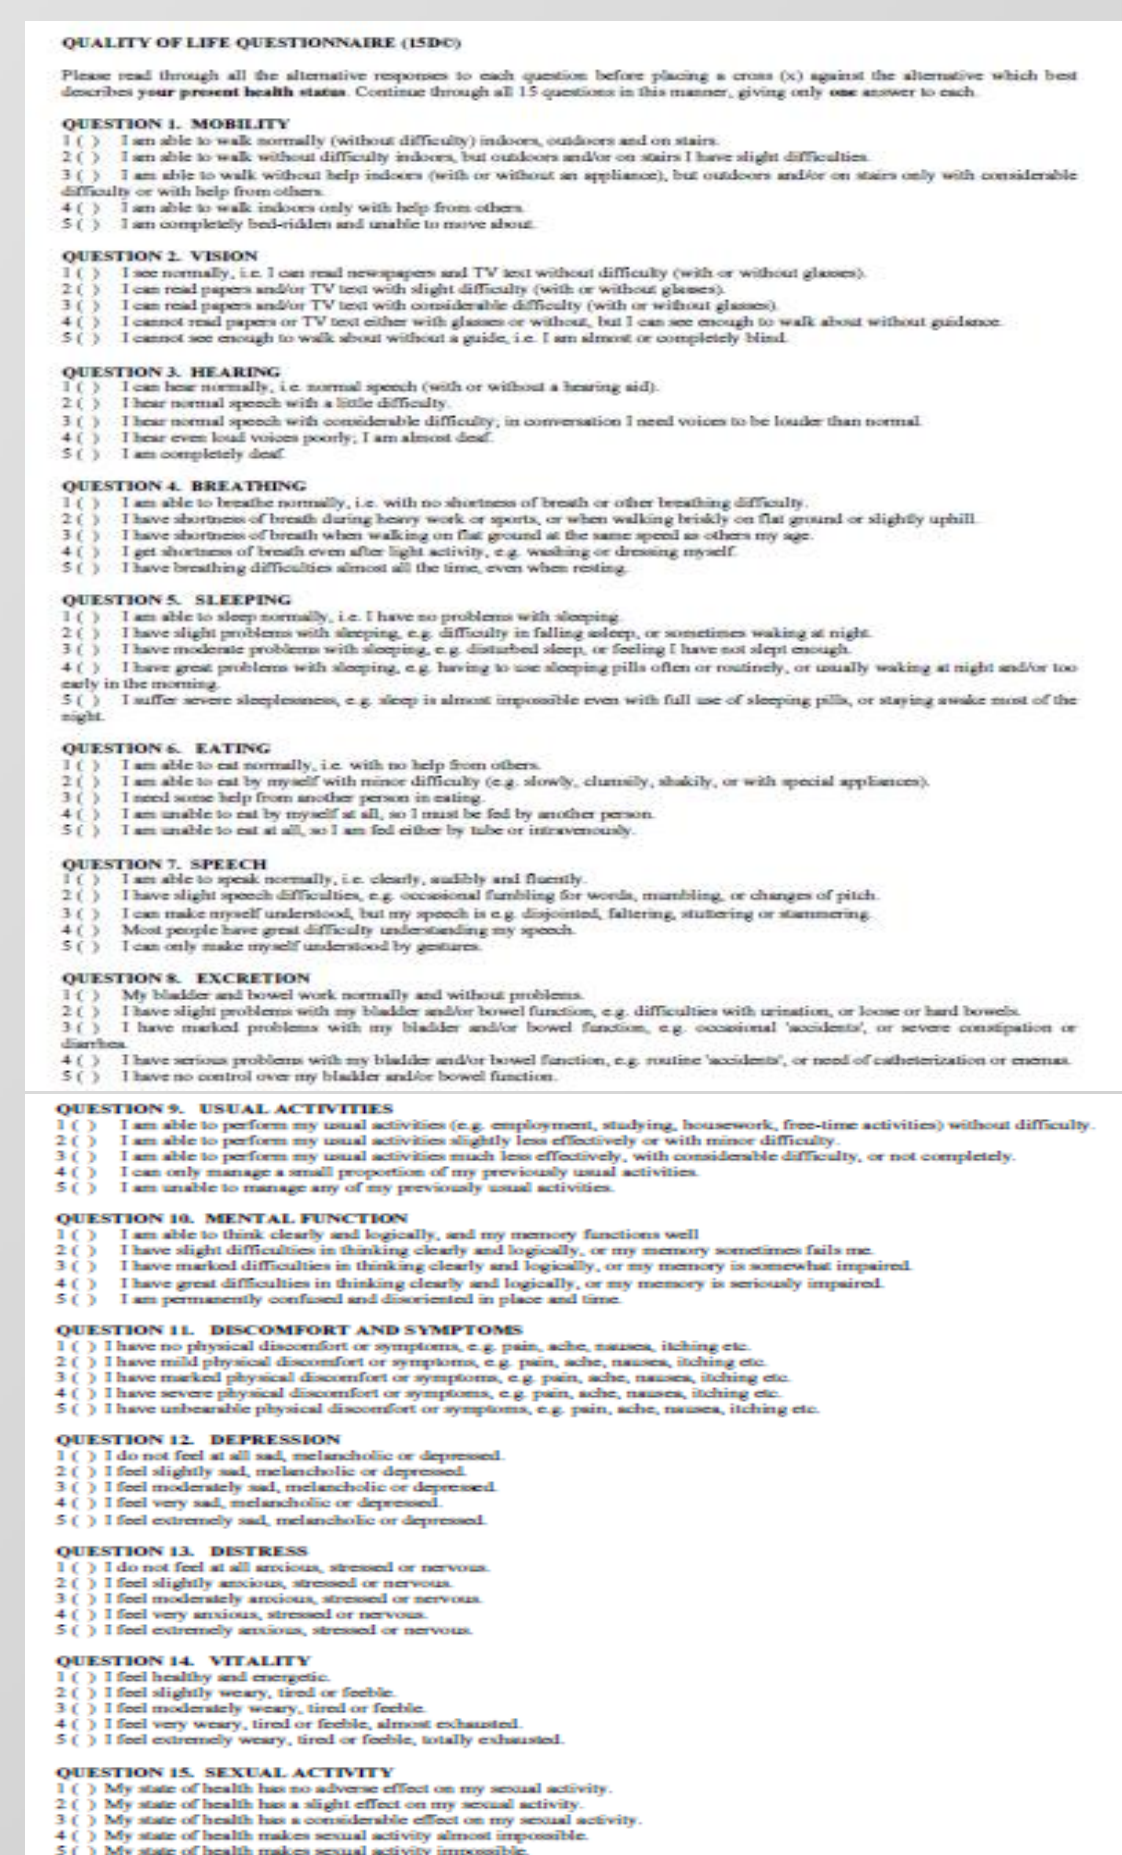 QUALITY OF LIFE QUESTIONNAIRE (15D©)
Please read through all the alternative responses to each question before placing a cross (x) against the alternative which best
describes your present health status. Continue through all 15 questions in this manner, giving only one answer to each.
QUESTION 1. MOBILITY
1 ( ) I am able to walk normally (without difficulty) indoors, outdoors and on stairs.
2 ( ) I am able to walk without difficulty indoors, but outdoors and/or on stairs I have slight difficulties.
3 ( ) I am able to walk without help indoors (with or without an appliance), but outdoors and/or on stairs only with considerable
difficulty or with help from others.
4 ( ) I am able to walk indoors only with help from others.
5 ( ) I am completely bed-ridden and unable to move about.
QUESTION 2. VISION
1 ( ) I see normally, i.e. I can read newspapers and TV text without difficulty (with or without glasses).
2 ( ) I can read papers and/or TV text with slight difficulty (with or without glasses).
3 ( ) I can read papers and/or TV text with considerable difficulty (with or without glasses).
4 ( ) I cannot read papers or TV text either with glasses or without, but I can see enough to walk about without guidance.
5 ( ) I cannot see enough to walk about without a guide, i.e. I am almost or completely blind.
QUESTION 3. HEARING
1 ( ) I can hear normally, i.e. normal speech (with or without a hearing aid).
2 ( ) I hear normal speech with a little difficulty.
3 ( ) I hear normal speech with considerable difficulty; in conversation I need voices to be louder than normal.
4 ( ) I hear even loud voices poorly; I am almost deaf.
5 ( ) I am completely deaf.
QUESTION 4. BREATHING
1 ( ) I am able to breathe normally, i.e. with no shortness of breath or other breathing difficulty.
2 ( ) I have shortness of breath during heavy work or sports, or when walking briskly on flat ground or slightly uphill.
3 ( ) I have shortness of breath when walking on flat ground at the same speed as others my age.
4 ( ) I get shortness of breath even after light activity, e.g. washing or dressing myself.
5 ( ) I have breathing difficulties almost all the time, even when resting.
QUESTION 5. SLEEPING
1 ( ) I am able to sleep normally, i.e. I have no problems with sleeping.
2 ( ) I have slight problems with sleeping, e.g. difficulty in falling asleep, or sometimes waking at night.
3 ( ) I have moderate problems with sleeping, e.g. disturbed sleep, or feeling I have not slept enough.
4 ( ) I have great problems with sleeping, e.g. having to use sleeping pills often or routinely, or usually waking at night and/or too
early in the morning.
5 ( ) I suffer severe sleeplessness, e.g. sleep is almost impossible even with full use of sleeping pills, or staying awake most of the
night.
QUESTION 6. EATING
1 ( ) I am able to eat normally, i.e. with no help from others.
2 ( ) I am able to eat by myself with minor difficulty (e.g. slowly, clumsily, shakily, or with special appliances).
3 ( ) I need some help from another person in eating.
4 ( ) I am unable to eat by myself at all, so I must be fed by another person.
5 ( ) I am unable to eat at all, so I am fed either by tube or intravenously.
QUESTION 7. SPEECH
1 ( ) I am able to speak normally, i.e. clearly, audibly and fluently.
2 ( ) I have slight speech difficulties, e.g. occasional fumbling for words, mumbling, or changes of pitch.
3 ( ) I can make myself understood, but my speech is e.g. disjointed, faltering, stuttering or stammering.
4 ( ) Most people have great difficulty understanding my speech.
5 ( ) I can only make myself understood by gestures.
QUESTION 8. EXCRETION
1 ( ) My bladder and bowel work normally and without problems.
2 ( ) I have slight problems with my bladder and/or bowel function, e.g. difficulties with urination, or loose or hard bowels.
3 ( ) I have marked problems with my bladder and/or bowel function, e.g. occasional 'accidents', or severe constipation or
diarrhea.
4 ( ) I have serious problems with my bladder and/or bowel function, e.g. routine 'accidents', or need of catheterization or enemas.
5 ( ) I have no control over my bladder and/or bowel function.
QUESTION 9. USUAL ACTIVITIES
1 ( ) I am able to perform my usual activities (e.g. employment, studying, housework, free-time activities) without difficulty.
2 ( ) I am able to perform my usual activities slightly less effectively or with minor difficulty.
3 ( ) I am able to perform my usual activities much less effectively, with considerable difficulty, or not completely.
4 ( ) I can only manage a small proportion of my previously usual activities.
5 ( ) I am unable to manage any of my previously usual activities.
QUESTION 10. MENTAL FUNCTION
1 ( ) I am able to think clearly and logically, and my memory functions well
2 ( ) I have slight difficulties in thinking clearly and logically, or my memory sometimes fails me.
3 ( ) I have marked difficulties in thinking clearly and logically, or my memory is somewhat impaired.
4 ( ) I have great difficulties in thinking clearly and logically, or my memory is seriously impaired.
5 ( ) I am permanently confused and disoriented in place and time.
QUESTION 11. DISCOMFORT AND SYMPTOMS
1 ( ) I have no physical discomfort or symptoms, e.g. pain, ache, nausea, itching etc.
2 ( ) I have mild physical discomfort or symptoms, e.g. pain, ache, nausea, itching etc.
3 ( ) I have marked physical discomfort or symptoms, e.g. pain, ache, nausea, itching etc.
4 ( ) I have severe physical discomfort or symptoms, e.g. pain, ache, nausea, itching etc.
5 ( ) I have unbearable physical discomfort or symptoms, e.g. pain, ache, nausea, itching etc.
QUESTION 12. DEPRESSION
1 ( ) I do not feel at all sad, melancholic or depressed.
2 ( ) I feel slightly sad, melancholic or depressed.
3 ( ) I feel moderately sad, melancholic or depressed.
4 ( ) I feel very sad, melancholic or depressed.
5 ( ) I feel extremely sad, melancholic or depressed.
QUESTION 13. DISTRESS
1 ( ) I do not feel at all anxious, stressed or nervous.
2 ( ) I feel slightly anxious, stressed or nervous.
3 ( ) I feel moderately anxious, stressed or nervous.
4 ( ) I feel very anxious, stressed or nervous.
5 ( ) I feel extremely anxious, stressed or nervous.
QUESTION 14. VITALITY
1 ( ) I feel healthy and energetic.
2 ( ) I feel slightly weary, tired or feeble.
3 ( ) I feel moderately weary, tired or feeble.
4 ( ) I feel very weary, tired or feeble, almost exhausted.
5 ( ) I feel extremely weary, tired or feeble, totally exhausted.
QUESTION 15. SEXUAL ACTIVITY
1 ( ) My state of health has no adverse effect on my sexual activity.
2 ( ) My state of health has a slight effect on my sexual activity.
3 ( ) My state of health has a considerable effect on my sexual activity.
4 ( ) My state of health makes sexual activity almost impossible.
5 ( ) My state of health makes sexual activity impossible.